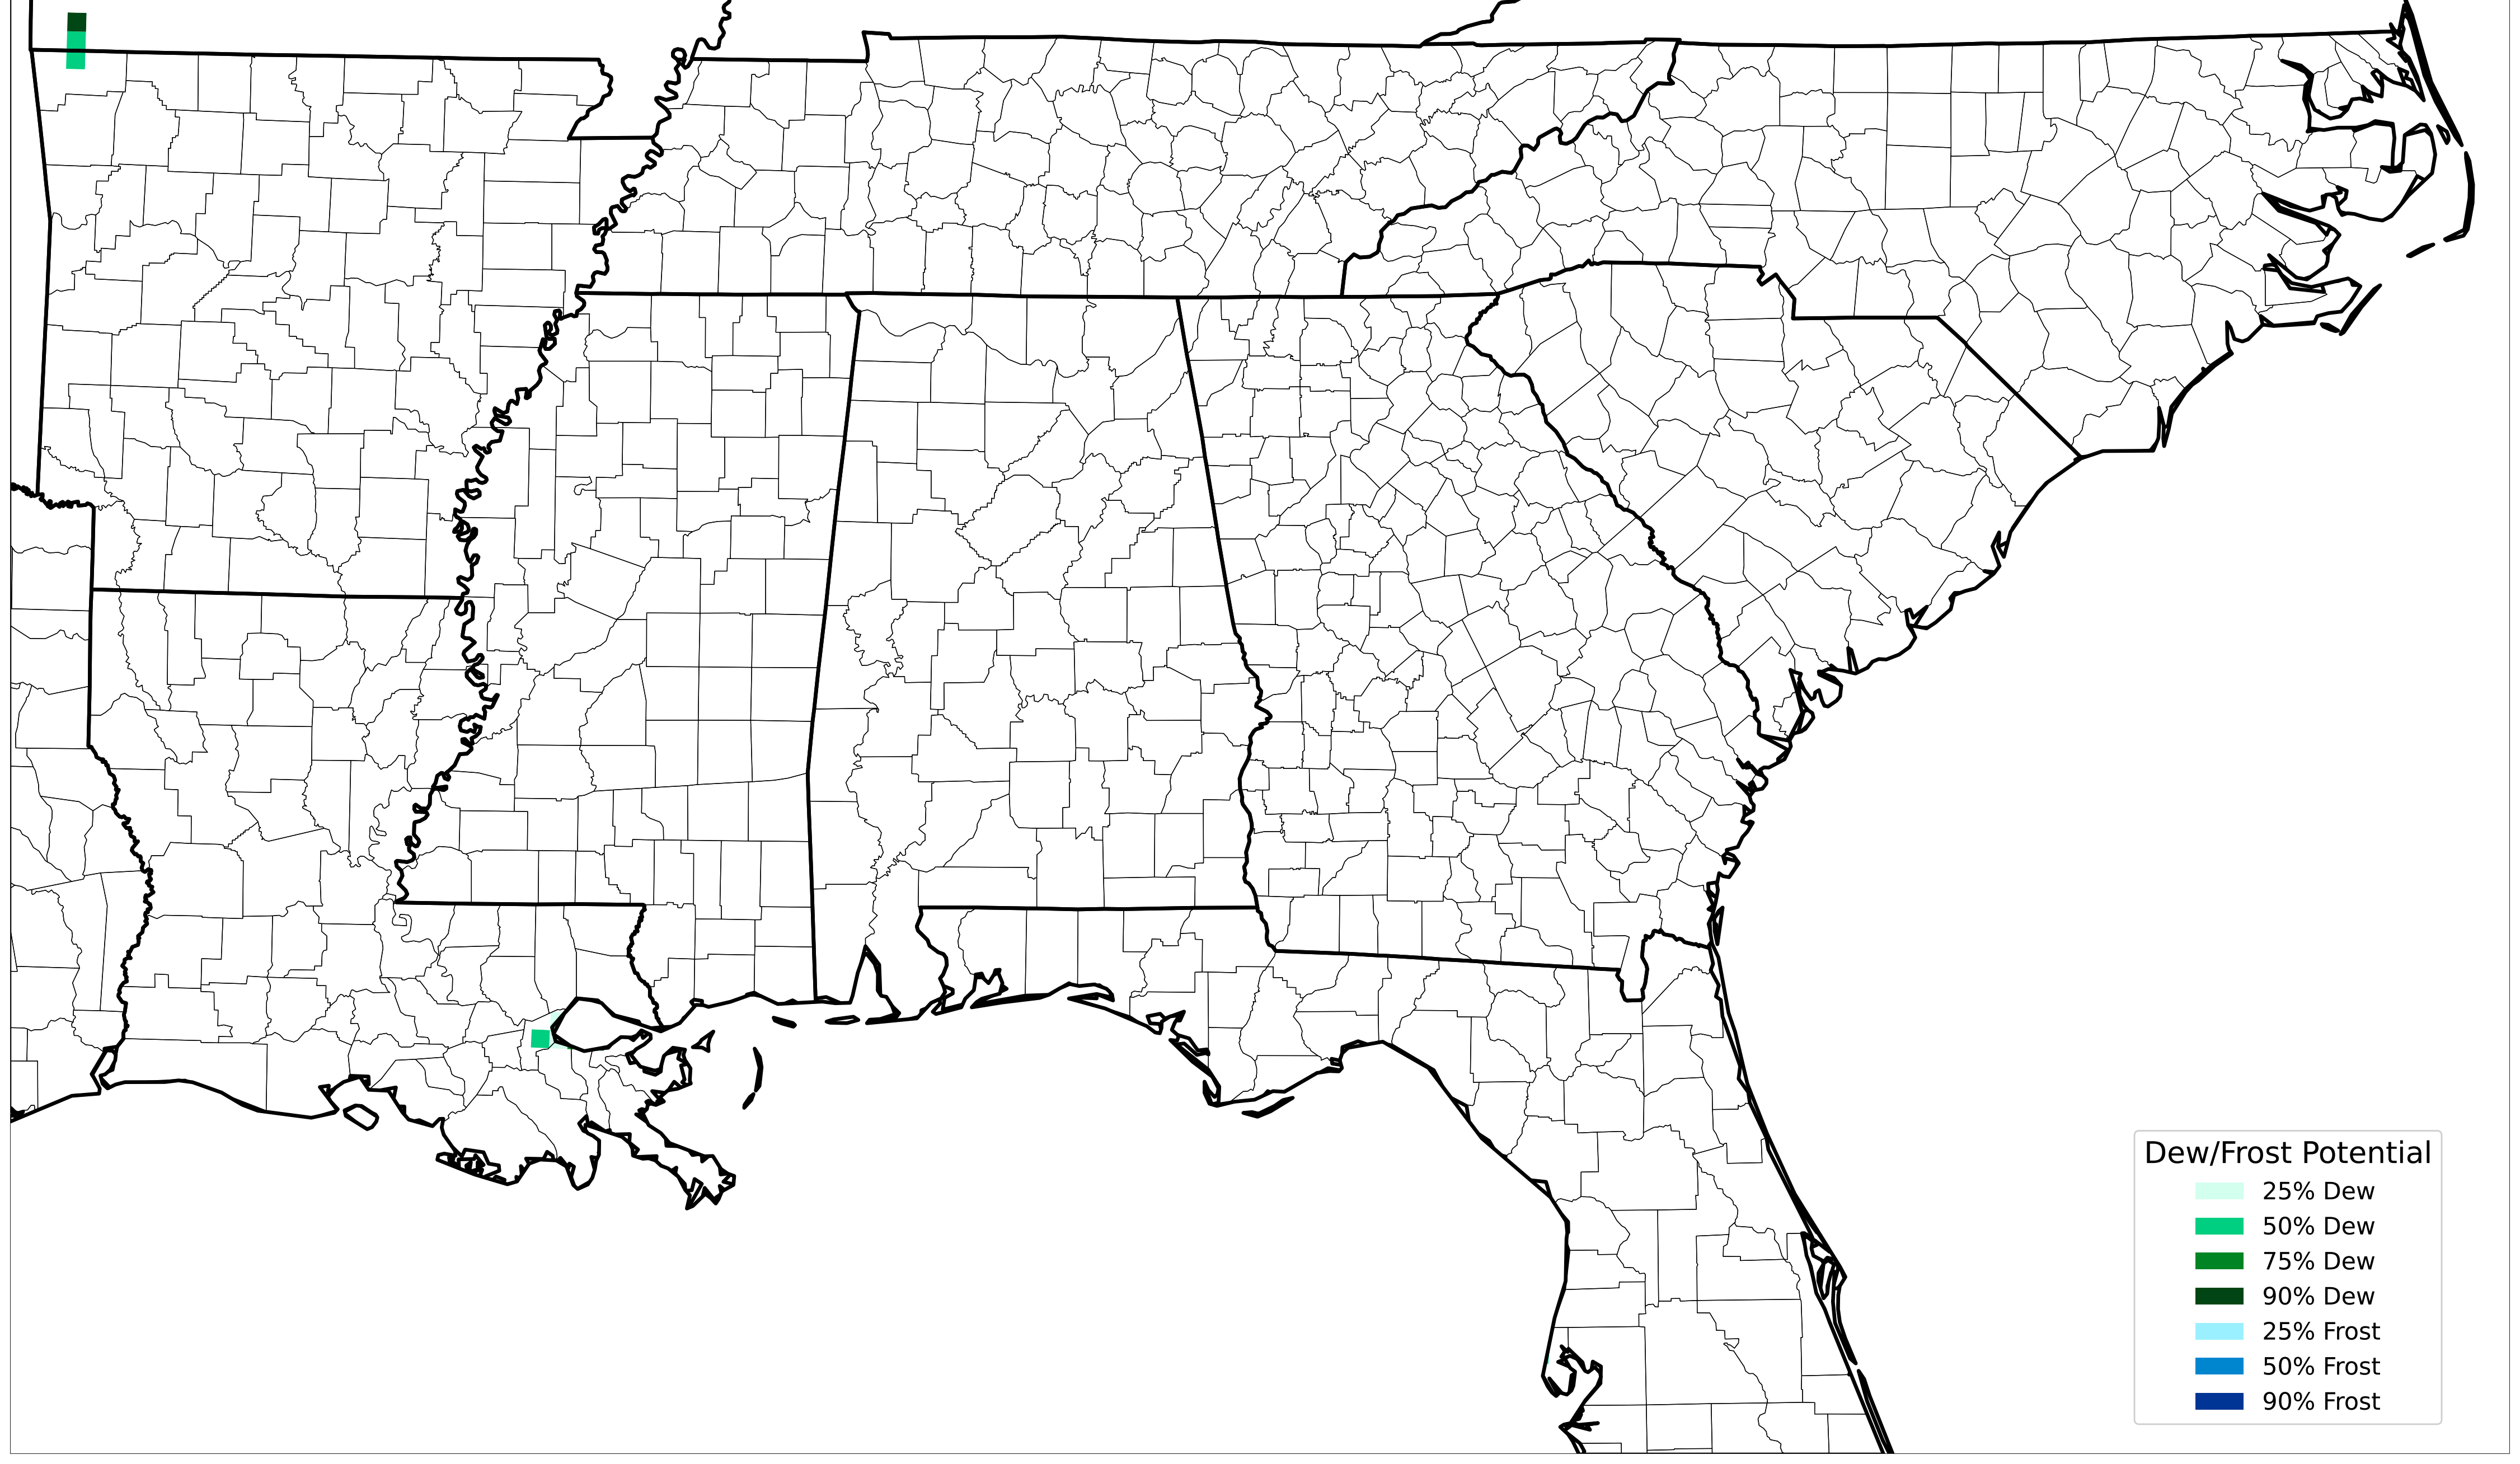 Dew/Frost Potential
25% Dew
50% Dew
75% Dew
90% Dew
25% Frost
50% Frost
90% Frost